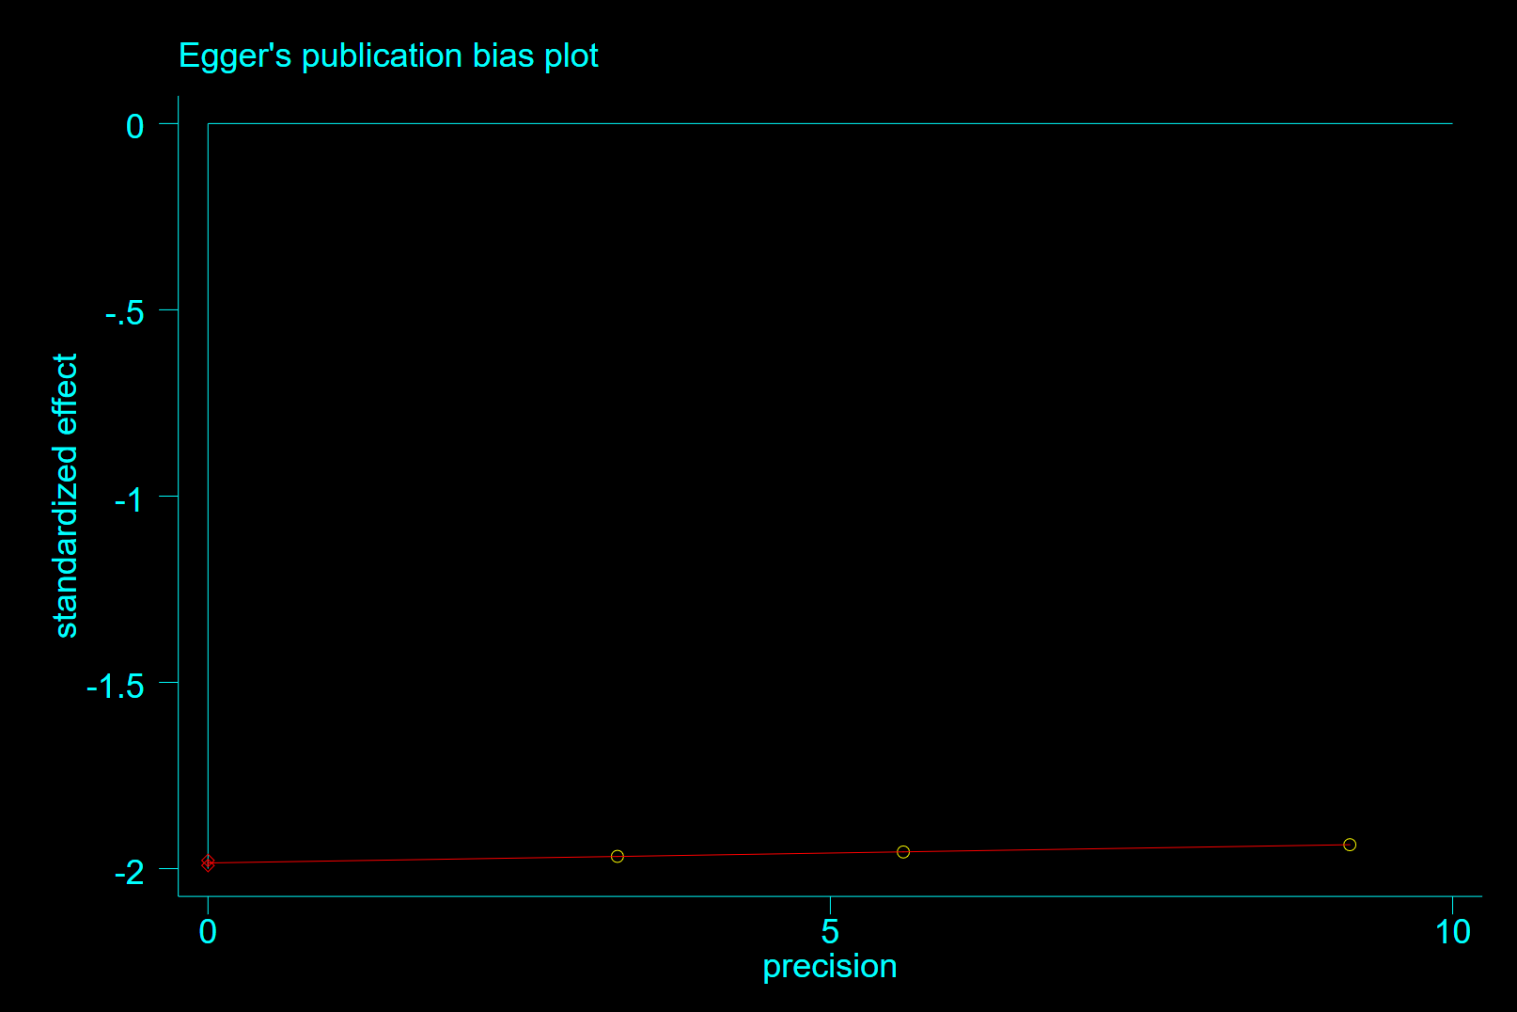 Egger's publication bias plot
0
-.5
-1
-1.5
-2
standardized effect
0 5 10
precision